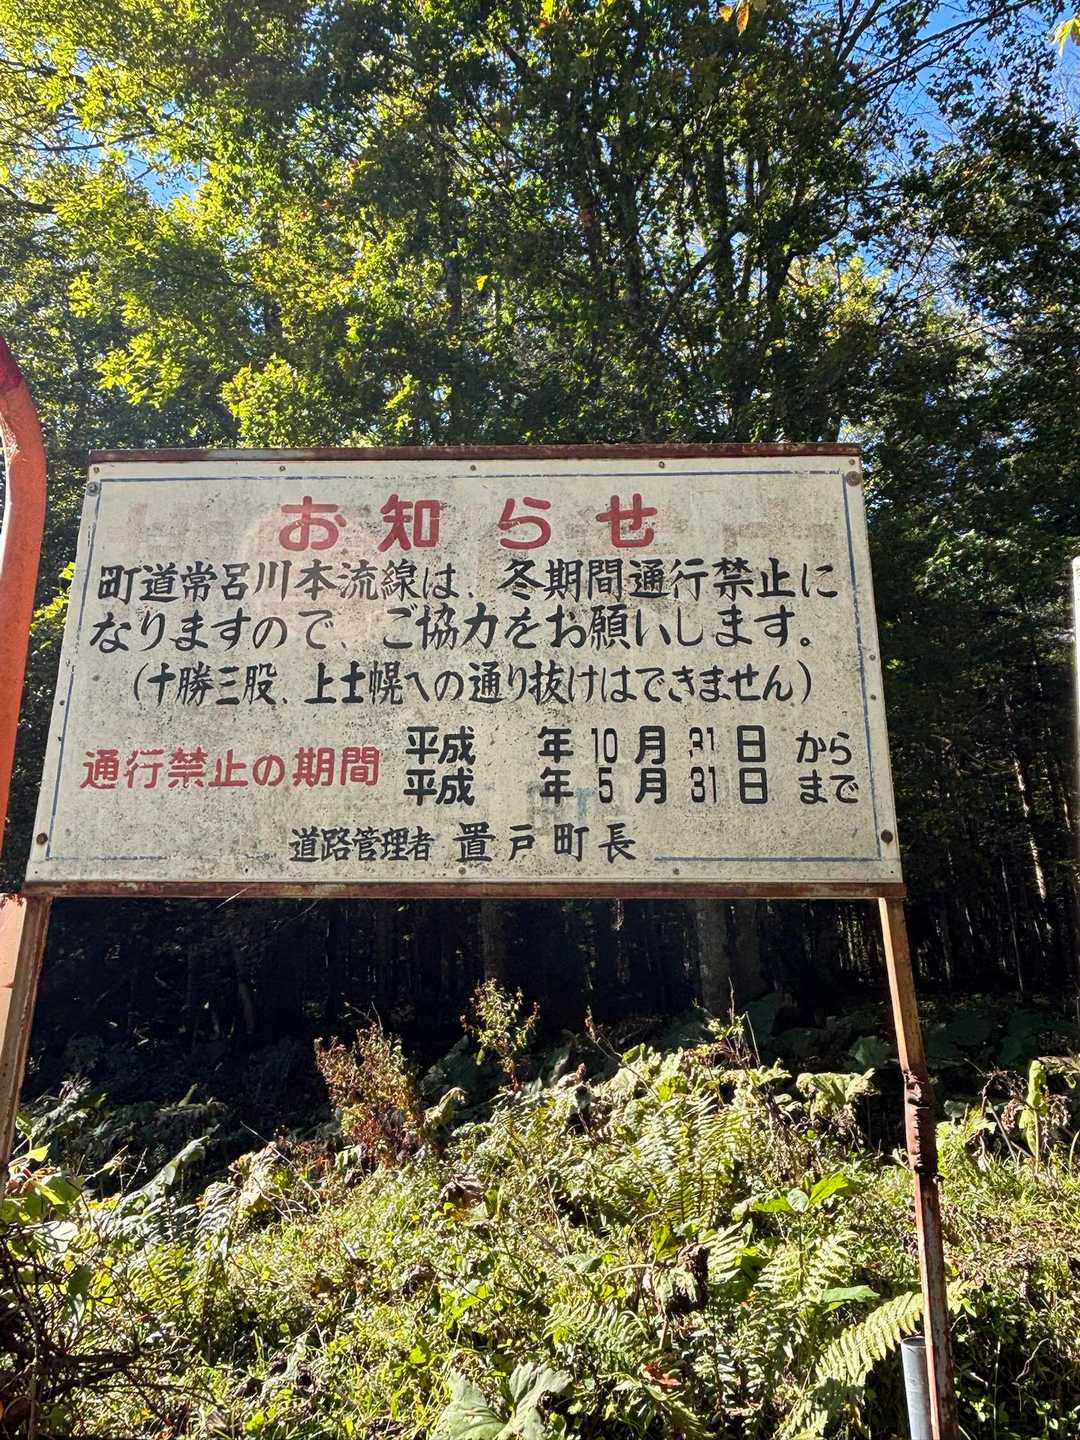 お知らせ
町道常呂川本流線は、冬期間通行禁止に
なりますので、ご協力をお願いします。
（十勝三股、上士幌への通り抜けはできません）
通行禁止の期間
平成 年 10 月 31 日 から
平成 年 5 月 31 日 まで
道路管理者 置戸町長